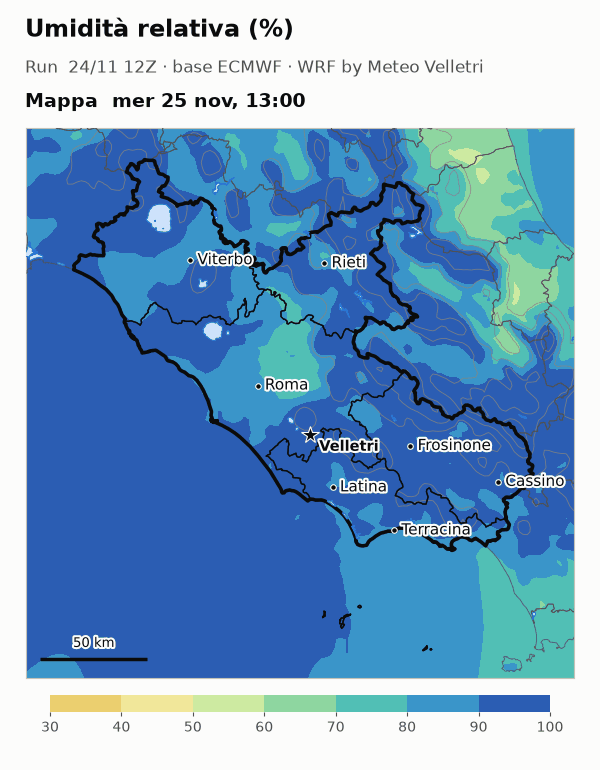 Umidità relativa (%)
Run  24/11 12Z · base ECMWF · WRF by Meteo Velletri
Mappa  mer 25 nov, 13:00
Viterbo
Rieti
Roma
Velletri
Frosinone
Latina
Cassino
Terracina
50 km
30 40 50 60 70 80 90 100